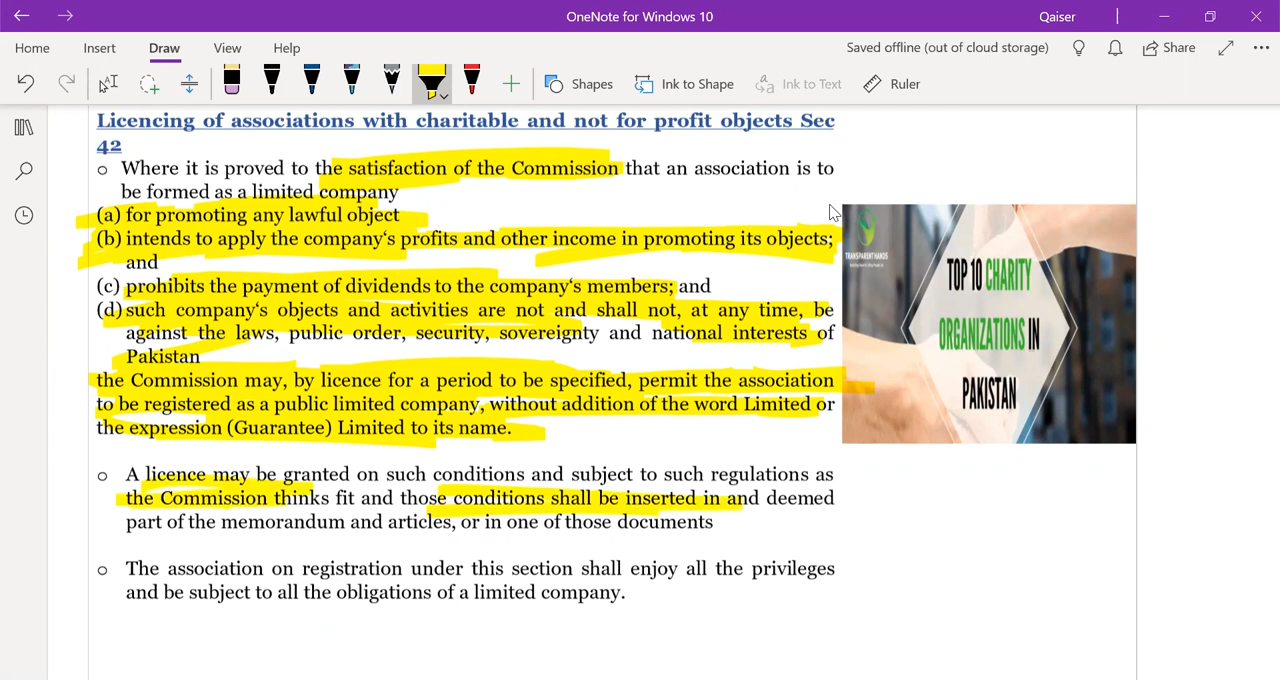 OneNote for Windows 10
Qaiser
Home Insert Draw View Help
Saved offline (out of cloud storage)
Share
Shapes
Ink to Shape
Ink to Text
Ruler
Licencing of associations with charitable and not for profit objects Sec
42
o Where it is proved to the satisfaction of the Commission that an association is to
be formed as a limited company
(a) for promoting any lawful object
(b) intends to apply the company‘s profits and other income in promoting its objects;
and
(c) prohibits the payment of dividends to the company‘s members; and
(d) such company‘s objects and activities are not and shall not, at any time, be
against the laws, public order, security, sovereignty and national interests of
Pakistan
the Commission may, by licence for a period to be specified, permit the association
to be registered as a public limited company, without addition of the word Limited or
the expression (Guarantee) Limited to its name.
o A licence may be granted on such conditions and subject to such regulations as
the Commission thinks fit and those conditions shall be inserted in and deemed
part of the memorandum and articles, or in one of those documents
o The association on registration under this section shall enjoy all the privileges
and be subject to all the obligations of a limited company.
TRANSPARENT HANDS
TOP 10 CHARITY
ORGANIZATIONS IN
PAKISTAN